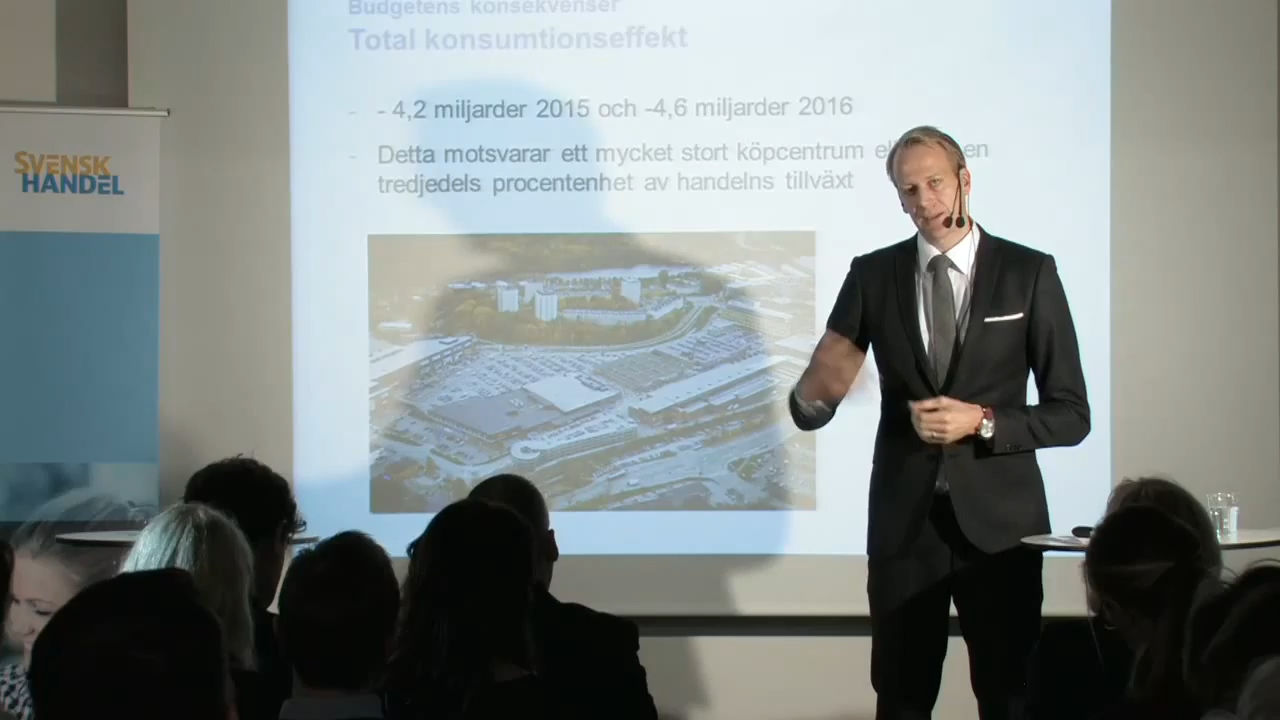 Budgetens konsekvenser
Total konsumtionseffekt
- - 4,2 miljarder 2015 och -4,6 miljarder 2016
- Detta motsvarar ett mycket stort köpcentrum en
tredjedels procentenhet av handelns tillväxt
SVENSK
HANDEL